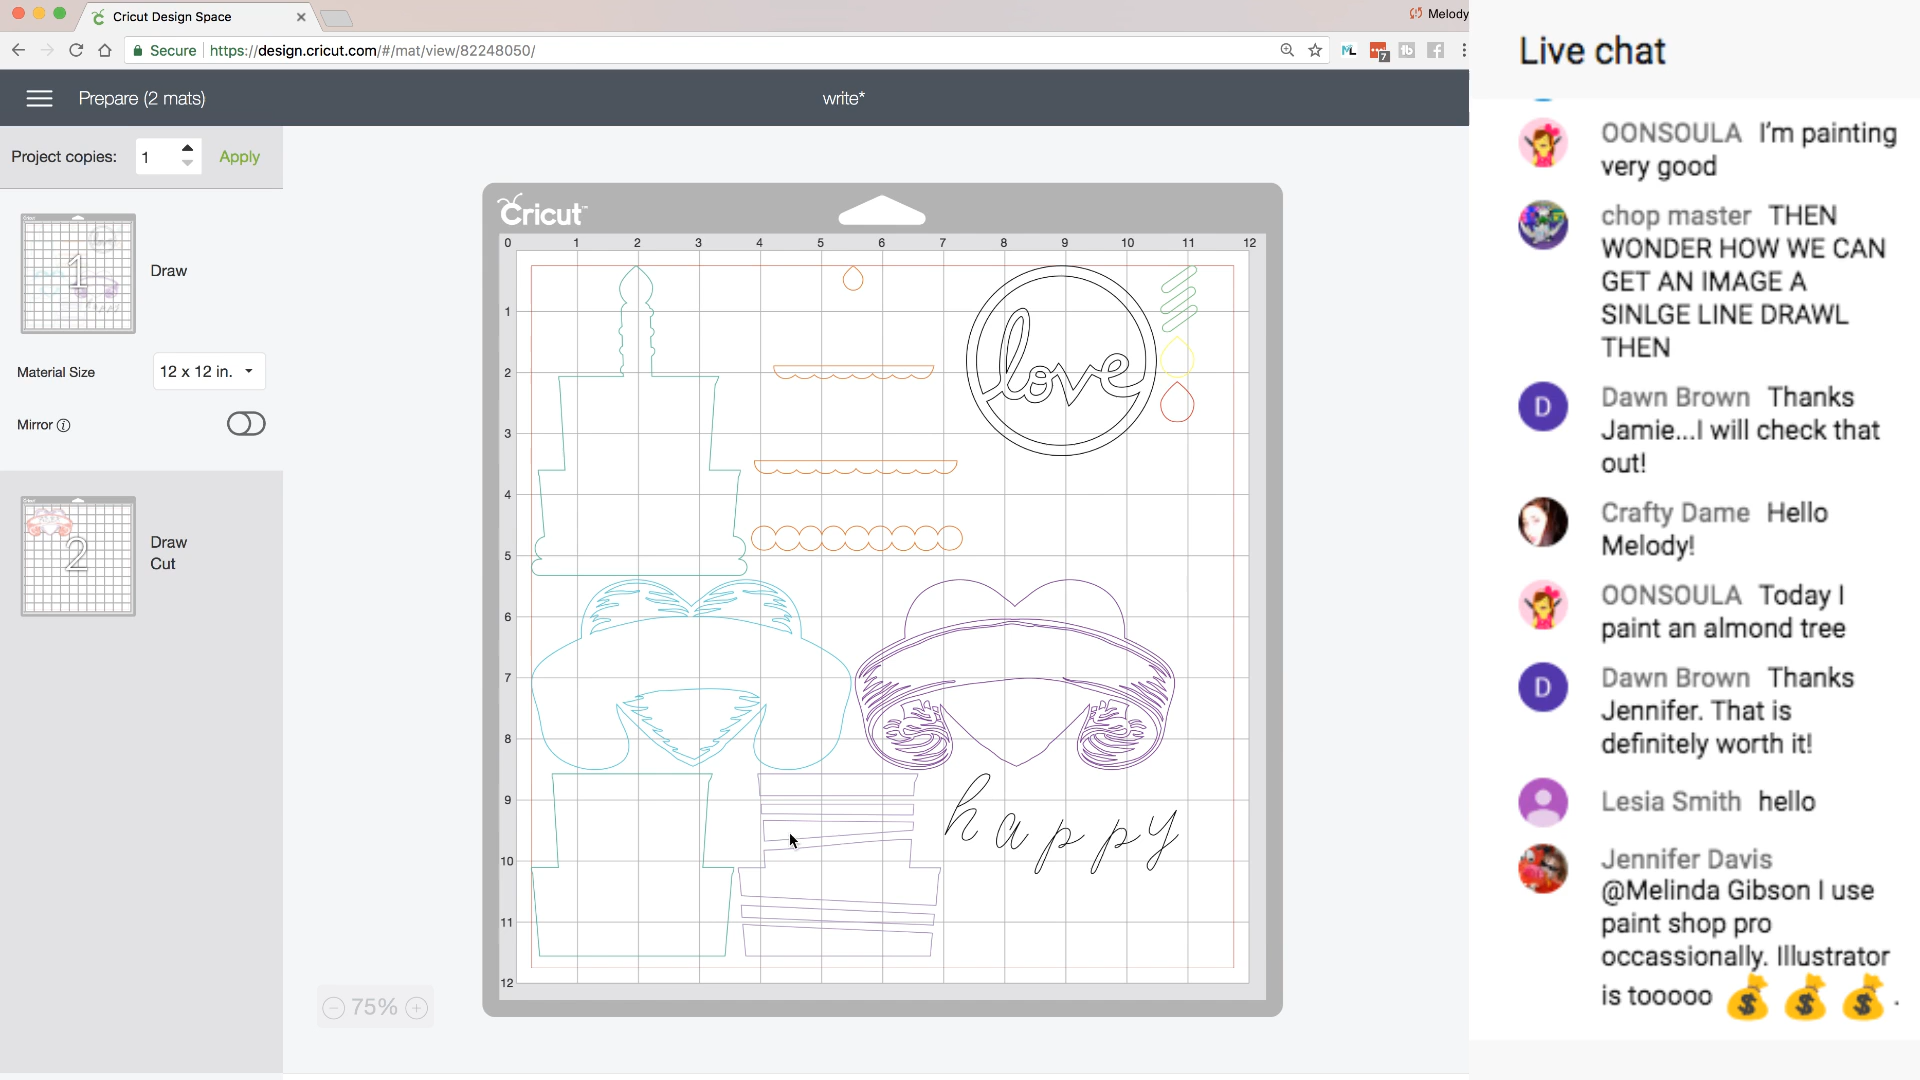 Cricut Design Space
Melody
Secure
https://design.cricut.com/#/mat/view/82248050/
ML
7
tb
Prepare (2 mats)
write*
Project copies: 1 Apply
1
Draw
Material Size 12 x 12 in.
Mirror
2
Draw
Cut
Cricut
0 1 2 3 4 5 6 7 8 9 10 11 12
1
2
3
4
5
6
7
8
9
10
11
12
love
happy
75%
Live chat
OONSOULA I'm painting
very good
chop master THEN
WONDER HOW WE CAN
GET AN IMAGE A
SINLGE LINE DRAWL
THEN
D
Dawn Brown Thanks
Jamie...I will check that
out!
Crafty Dame Hello
Melody!
OONSOULA Today I
paint an almond tree
D
Dawn Brown Thanks
Jennifer. That is
definitely worth it!
Lesia Smith hello
Jennifer Davis
@Melinda Gibson I use
paint shop pro
occassionally. Illustrator
is tooooo 💰 💰 💰 .